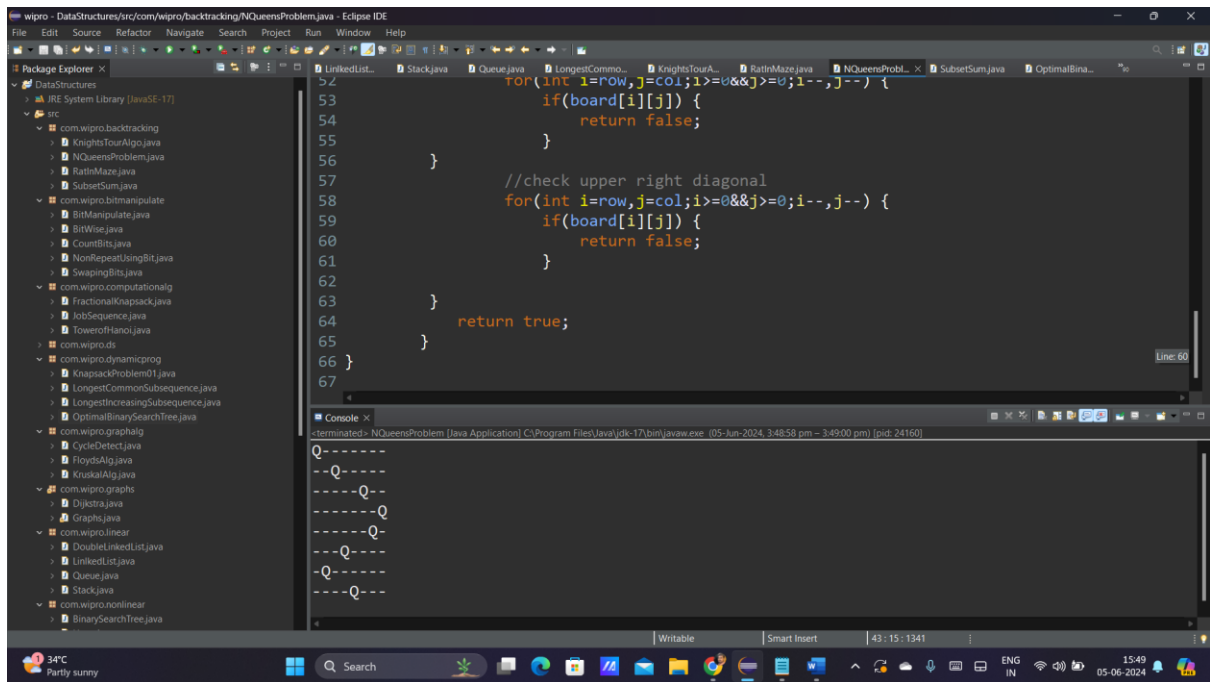 wipro - DataStructures/src/com/wipro/backtracking/NQueensProblem.java - Eclipse IDE
File Edit Source Refactor Navigate Search Project Run Window Help
Package Explorer
DataStructures
JRE System Library [JavaSE-17]
src
com.wipro.backtracking
KnightsTourAlgo.java
NQueensProblem.java
RatInMaze.java
SubsetSum.java
com.wipro.bitmanipulate
BitManipulate.java
BitWise.java
CountBits.java
NonRepeatUsingBit.java
SwapingBits.java
com.wipro.computationalg
FractionalKnapsack.java
JobSequence.java
TowerofHanoi.java
com.wipro.ds
com.wipro.dynamicprog
KnapsackProblem01.java
LongestCommonSubsequence.java
LongestIncreasingSubsequence.java
OptimalBinarySearchTree.java
com.wipro.graphalg
CycleDetect.java
FloydsAlg.java
KruskalAlg.java
com.wipro.graphs
Dijkstra.java
Graphs.java
com.wipro.linear
DoubleLinkedList.java
LinlkedList.java
Queue.java
Stack.java
com.wipro.nonlinear
BinarySearchTree.java
LinlkedList... Stack.java Queue.java LongestCommo... KnightsTourA... RatInMaze.java NQueensProbl... SubsetSum.java OptimalBina...
52 for(int i=row,j=col;i>=0&&j>=0;i--,j--) {
53 if(board[i][j]) {
54 return false;
55 }
56 }
57 //check upper right diagonal
58 for(int i=row,j=col;i>=0&&j>=0;i--,j--) {
59 if(board[i][j]) {
60 return false;
61 }
62
63 }
64 return true;
65 }
66 }
67
Line: 60
Console
<terminated> NQueensProblem [Java Application] C:\Program Files\Java\jdk-17\bin\javaw.exe (05-Jun-2024, 3:48:58 pm – 3:49:00 pm) [pid: 24160]
Q-------
--Q-----
-----Q--
-------Q
------Q-
---Q----
-Q------
----Q---
Writable Smart Insert 43 : 15 : 1341
1
34°C
Partly sunny
Search
ENG
IN
15:49
05-06-2024